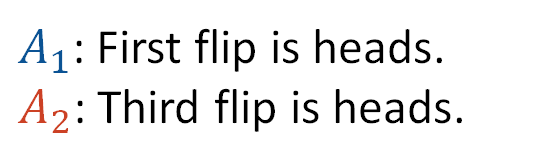 A₁: First flip is heads.
A₂: Third flip is heads.